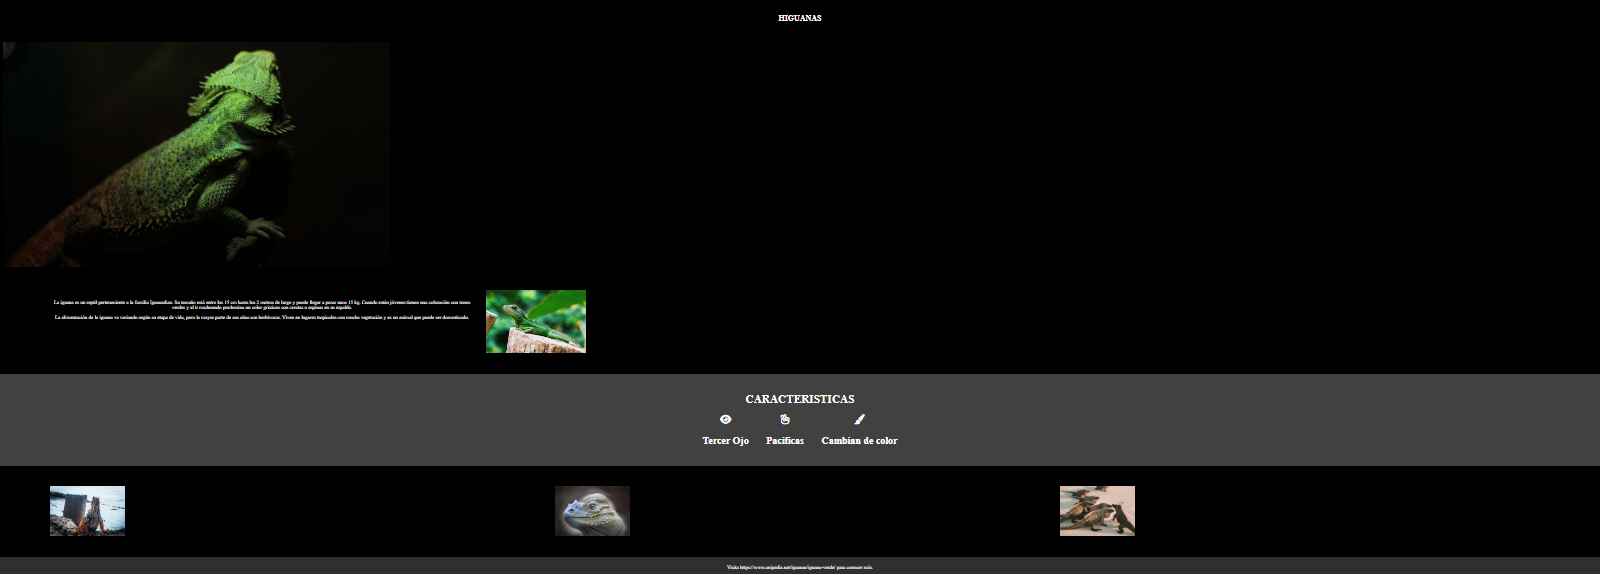 HIGUANAS
La iguana es un reptil perteneciente a la familia Iguanadiae. Su tamaño está entre los 15 cm hasta los 2 metros de largo y puede llegar a pesar unos 15 kg. Cuando están jóvenes tienen una coloración con tonos
verdes y al ir madurando predomina un color grisáceo con crestas o espinas en su espalda.
La alimentación de la iguana va variando según su etapa de vida, pero la mayor parte de sus años son herbívoras. Viven en lugares tropicales con mucha vegetación y es un animal que puede ser domesticado.
CARACTERISTICAS
Tercer Ojo Pacificas Cambian de color
Visita https://www.anipedia.net/iguanas/iguana-verde/ para conocer más.